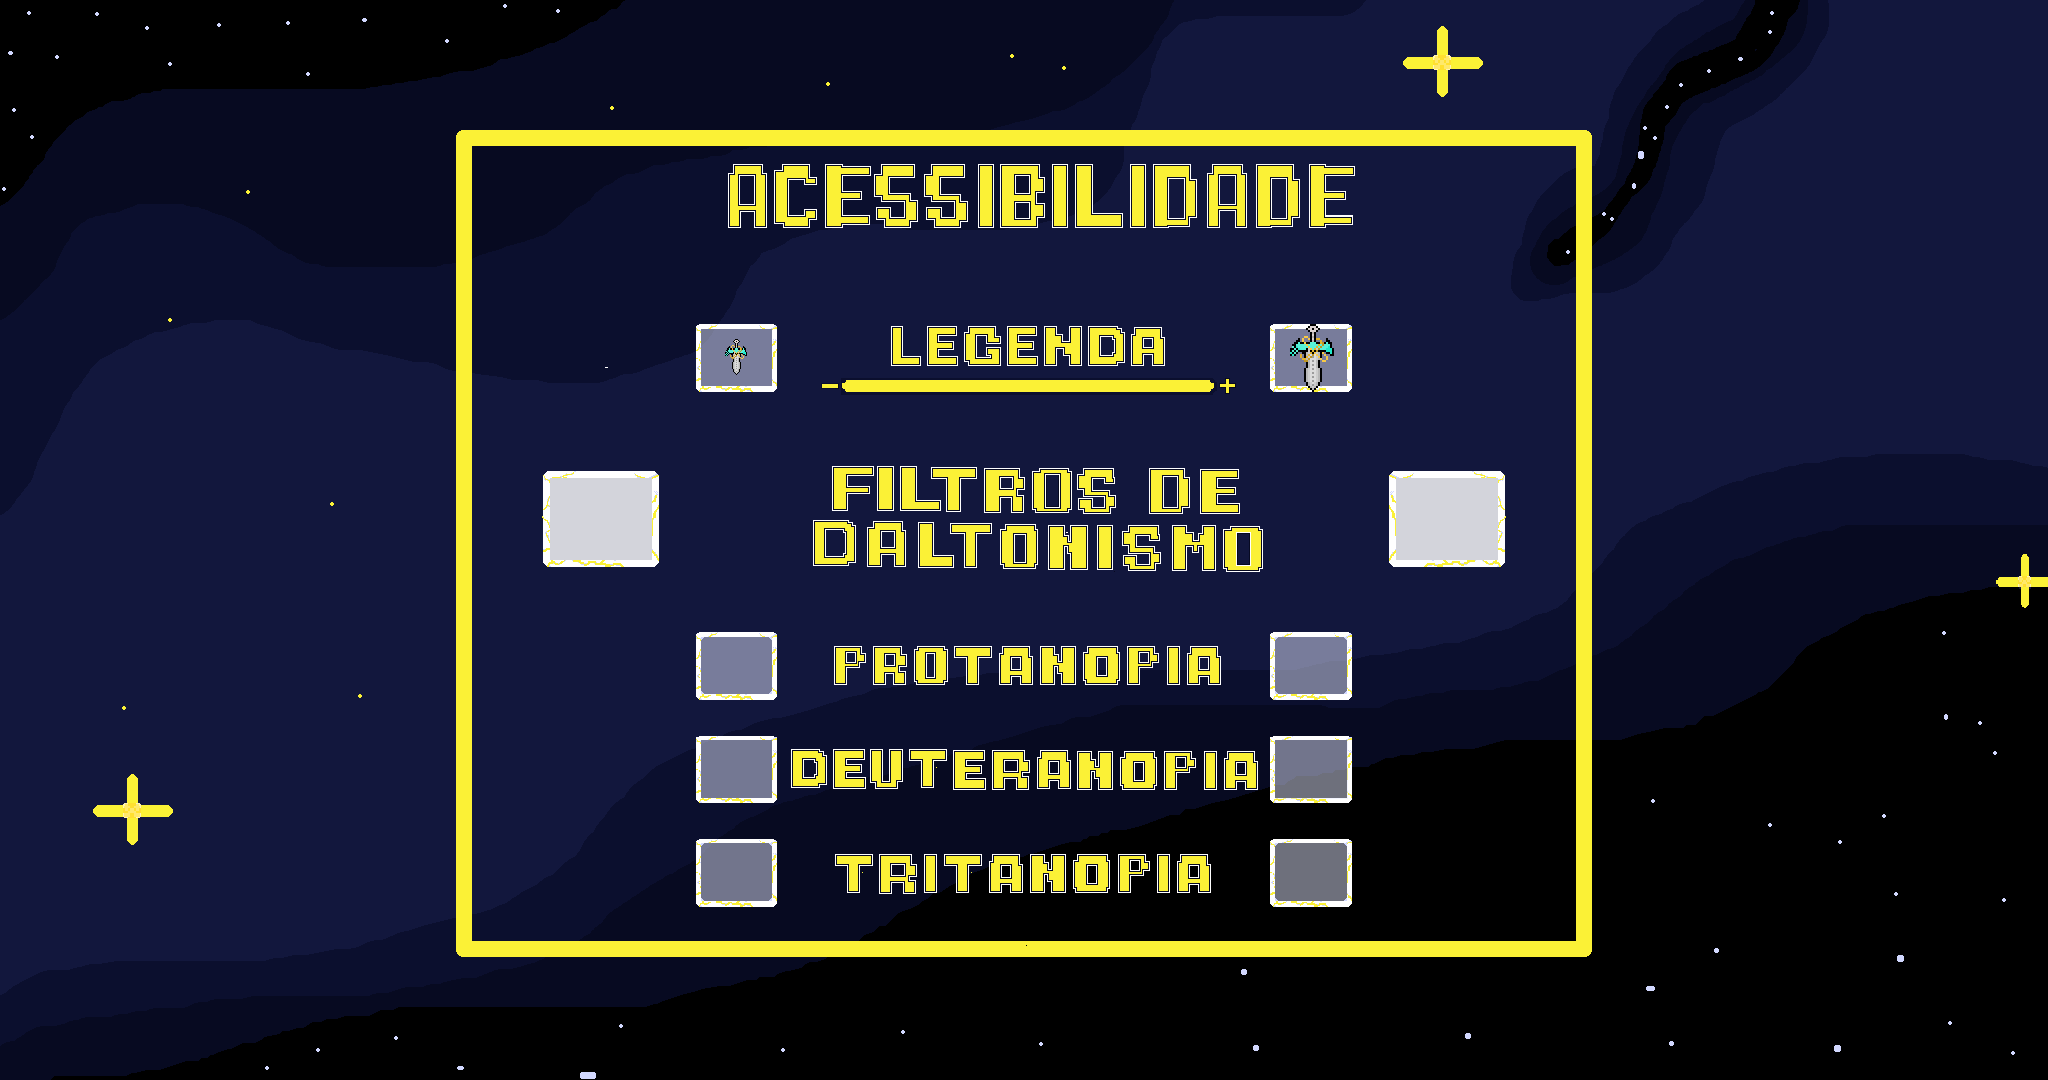 ACESSIBILIDADE
LEGENDA
- +
FILTROS DE
DALTONISMO
PROTANOPIA
DEUTERANOPIA
TRITANOPIA